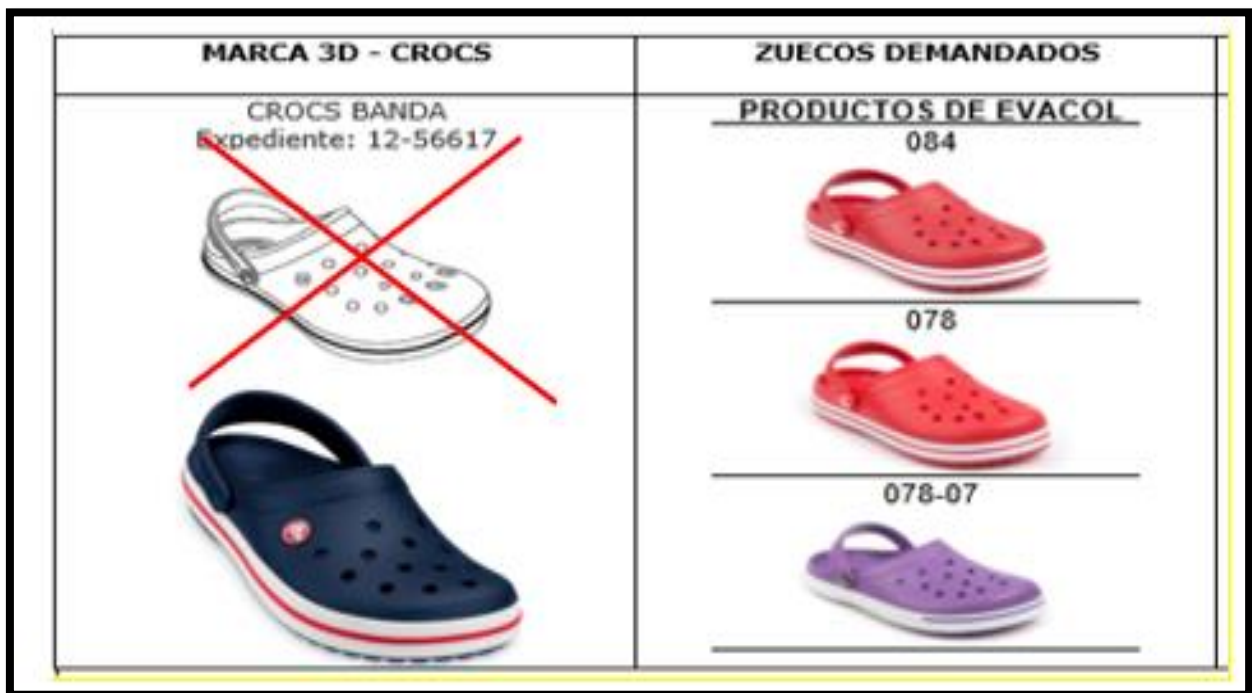 MARCA 3D - CROCS
CROCS BANDA
Expediente: 12-56617
ZUECOS DEMANDADOS
PRODUCTOS DE EVACOL
084
078
078-07